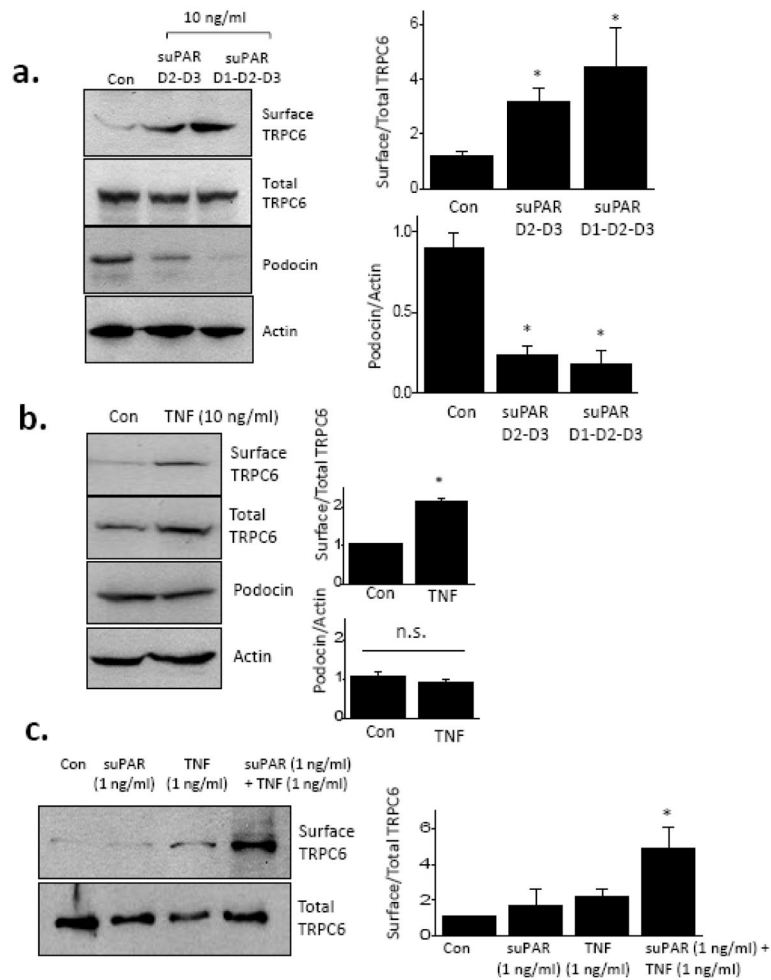 10 ng/ml
a.
Con
suPAR
D2-D3
suPAR
D1-D2-D3
Surface
TRPC6
Total
TRPC6
Podocin
Actin
Surface/Total TRPC6
6
4
2
0
*
*
Con
suPAR
D2-D3
suPAR
D1-D2-D3
Podocin/Actin
1.0
0.5
0.0
*
*
Con
suPAR
D2-D3
suPAR
D1-D2-D3
b.
Con
TNF (10 ng/ml)
Surface
TRPC6
Total
TRPC6
Podocin
Actin
Surface/Total TRPC6
2
1
0
*
Con
TNF
Podocin/Actin
2
1
0
n.s.
Con
TNF
c.
Con
suPAR
(1 ng/ml)
TNF
(1 ng/ml)
suPAR (1 ng/ml)
+ TNF (1 ng/ml)
Surface
TRPC6
Total
TRPC6
Surface/Total TRPC6
6
4
2
0
*
Con
suPAR
(1 ng/ml)
TNF
(1 ng/ml)
suPAR (1 ng/ml) +
TNF (1 ng/ml)